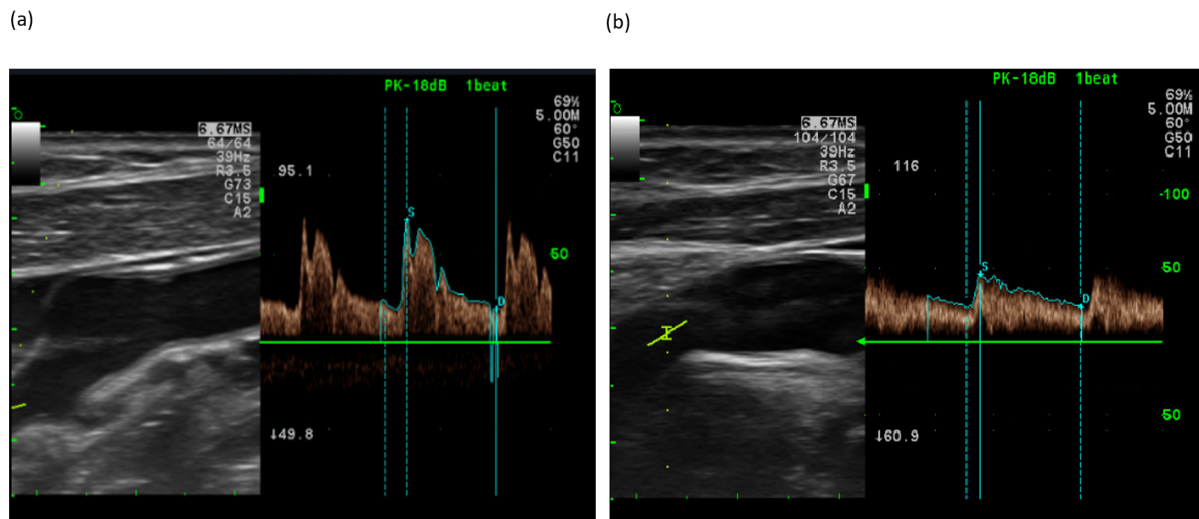 (a)
(b)
PK-18dB 1beat
69%
5.00M
60°
G50
C11
6.67MS
64/64
39Hz
R3.5
G73
C15
A2
95.1
S
50
D
↓49.8
PK-18dB 1beat
69%
5.00M
60°
G50
C11
6.67MS
104/104
39Hz
R3.5
G67
C15
A2
116
-100
S
50
D
50
↓60.9